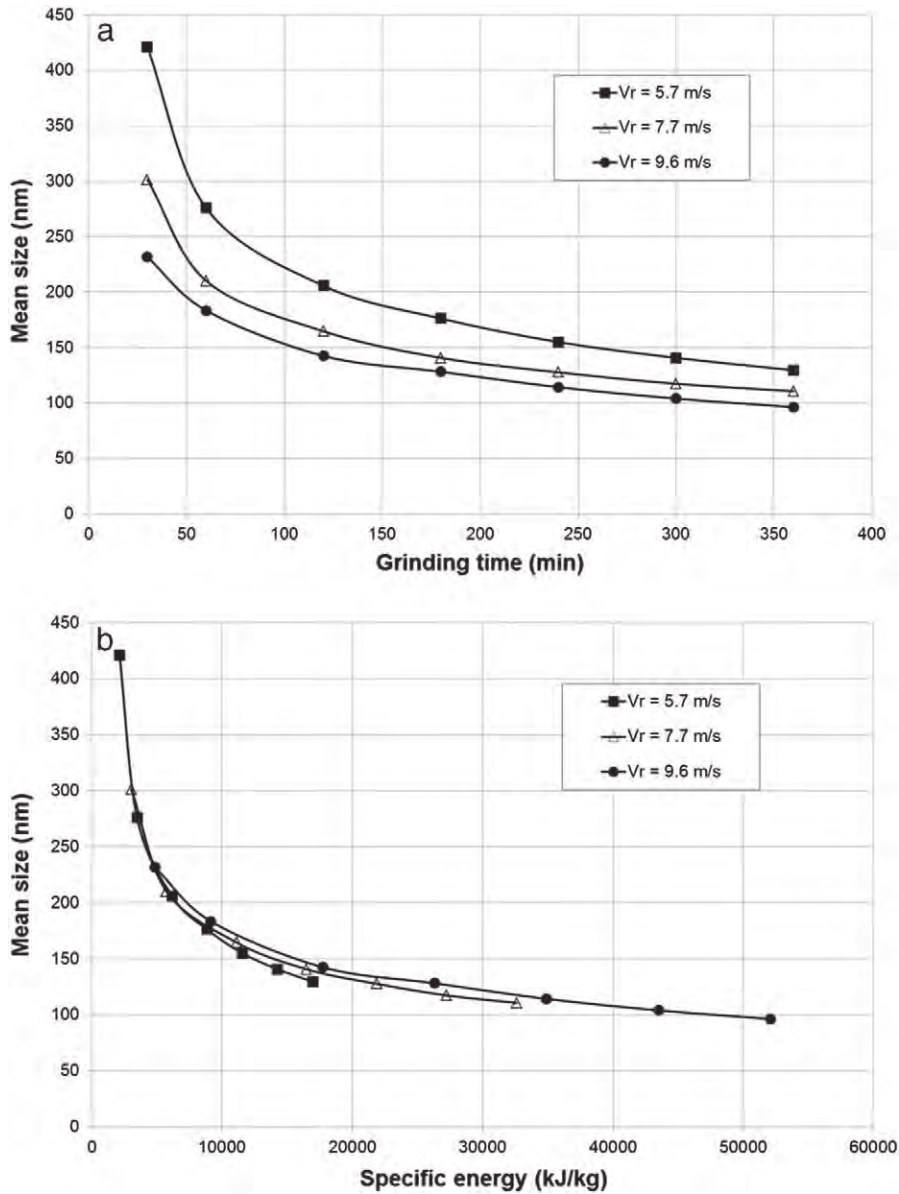 a
450
400
350
300
250
200
150
100
50
0
Mean size (nm)
Vr = 5.7 m/s
Vr = 7.7 m/s
Vr = 9.6 m/s
0 50 100 150 200 250 300 350 400
Grinding time (min)
b
450
400
350
300
250
200
150
100
50
0
Mean size (nm)
Vr = 5.7 m/s
Vr = 7.7 m/s
Vr = 9.6 m/s
0 10000 20000 30000 40000 50000 60000
Specific energy (kJ/kg)